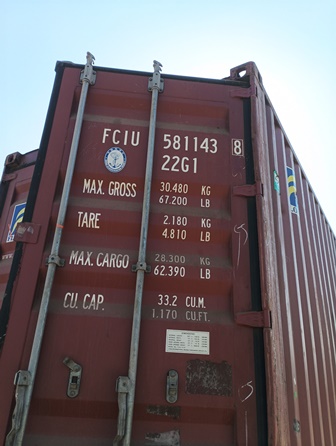 FCIU 581143 8
22G1
MAX. GROSS 30.480 KG
67.200 LB
TARE 2.180 KG
4.810 LB
MAX. CARGO 28.300 KG
62.390 LB
CU. CAP. 33.2 CU.M.
1.170 CU.FT.